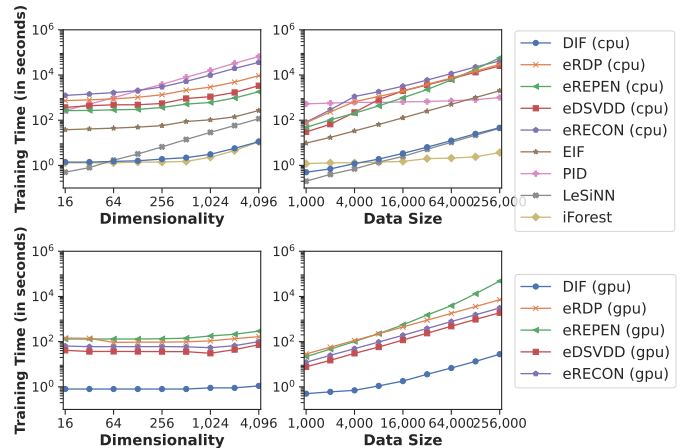 Training Time (in seconds)
10^6
10^4
10^2
10^0
16 64 256 1,024 4,096
Dimensionality
10^6
10^4
10^2
10^0
1,000 4,000 16,000 64,000 256,000
Data Size
DIF (cpu)
eRDP (cpu)
eREPEN (cpu)
eDSVDD (cpu)
eRECON (cpu)
EIF
PID
LeSiNN
iForest
Training Time (in seconds)
10^6
10^4
10^2
10^0
16 64 256 1,024 4,096
Dimensionality
10^6
10^4
10^2
10^0
1,000 4,000 16,000 64,000 256,000
Data Size
DIF (gpu)
eRDP (gpu)
eREPEN (gpu)
eDSVDD (gpu)
eRECON (gpu)